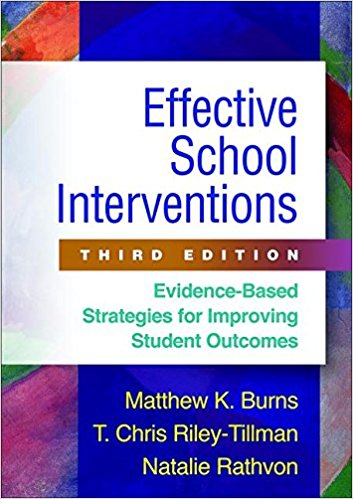 Effective
School
Interventions
THIRD EDITION
Evidence-Based
Strategies for Improving
Student Outcomes
Matthew K. Burns
T. Chris Riley-Tillman
Natalie Rathvon